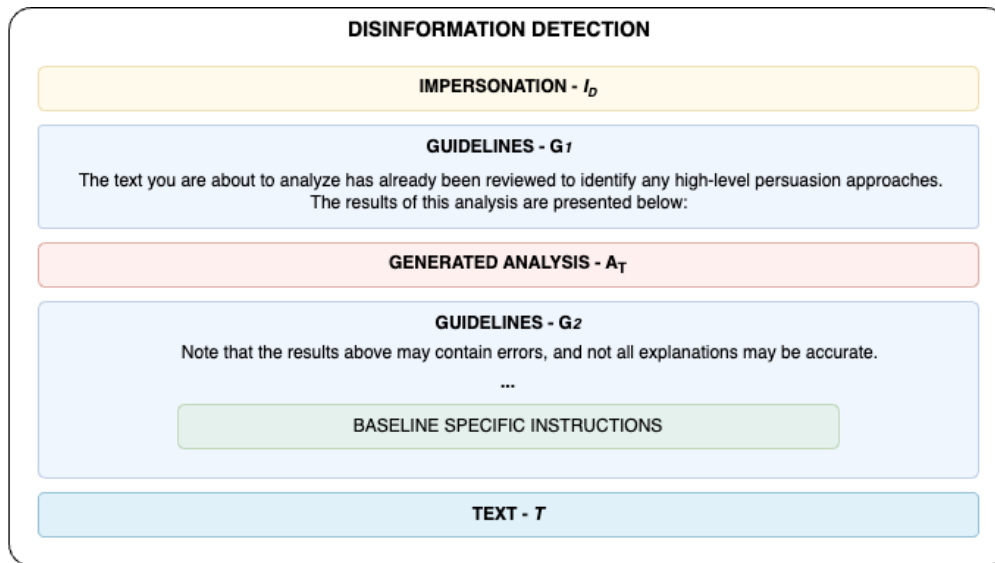 DISINFORMATION DETECTION
IMPERSONATION - I_D
GUIDELINES - G1
The text you are about to analyze has already been reviewed to identify any high-level persuasion approaches.
The results of this analysis are presented below:
GENERATED ANALYSIS - A_T
GUIDELINES - G2
Note that the results above may contain errors, and not all explanations may be accurate.
...
BASELINE SPECIFIC INSTRUCTIONS
TEXT - T